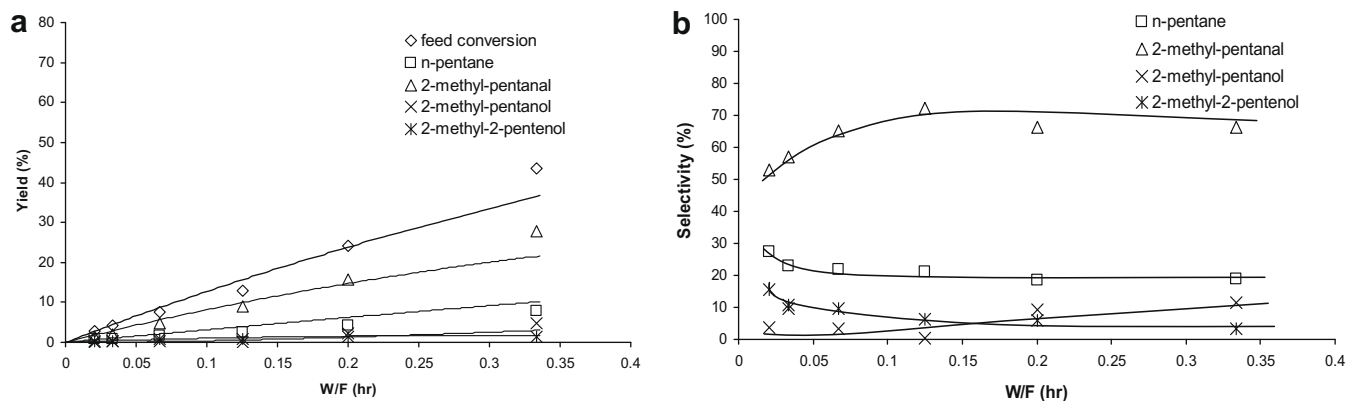 a
80
70
60
50
40
30
20
10
0
Yield (%)
0 0.05 0.1 0.15 0.2 0.25 0.3 0.35 0.4
W/F (hr)
feed conversion
n-pentane
2-methyl-pentanal
2-methyl-pentanol
2-methyl-2-pentenol
b
100
90
80
70
60
50
40
30
20
10
0
Selectivity (%)
0 0.05 0.1 0.15 0.2 0.25 0.3 0.35 0.4
W/F (hr)
n-pentane
2-methyl-pentanal
2-methyl-pentanol
2-methyl-2-pentenol